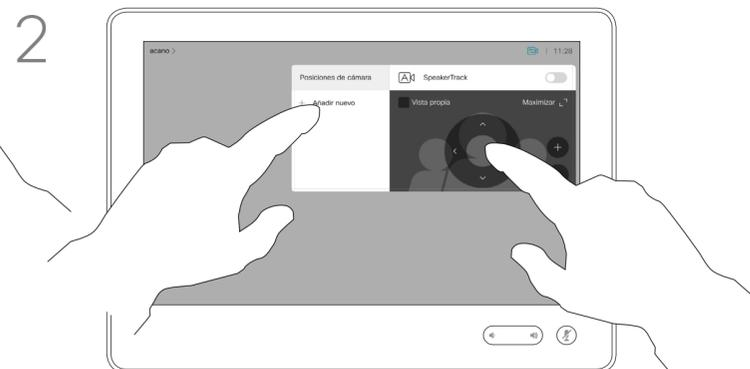 2
acano >
11:28
Posiciones de cámara
SpeakerTrack
Añadir nuevo
Vista propia
Maximizar